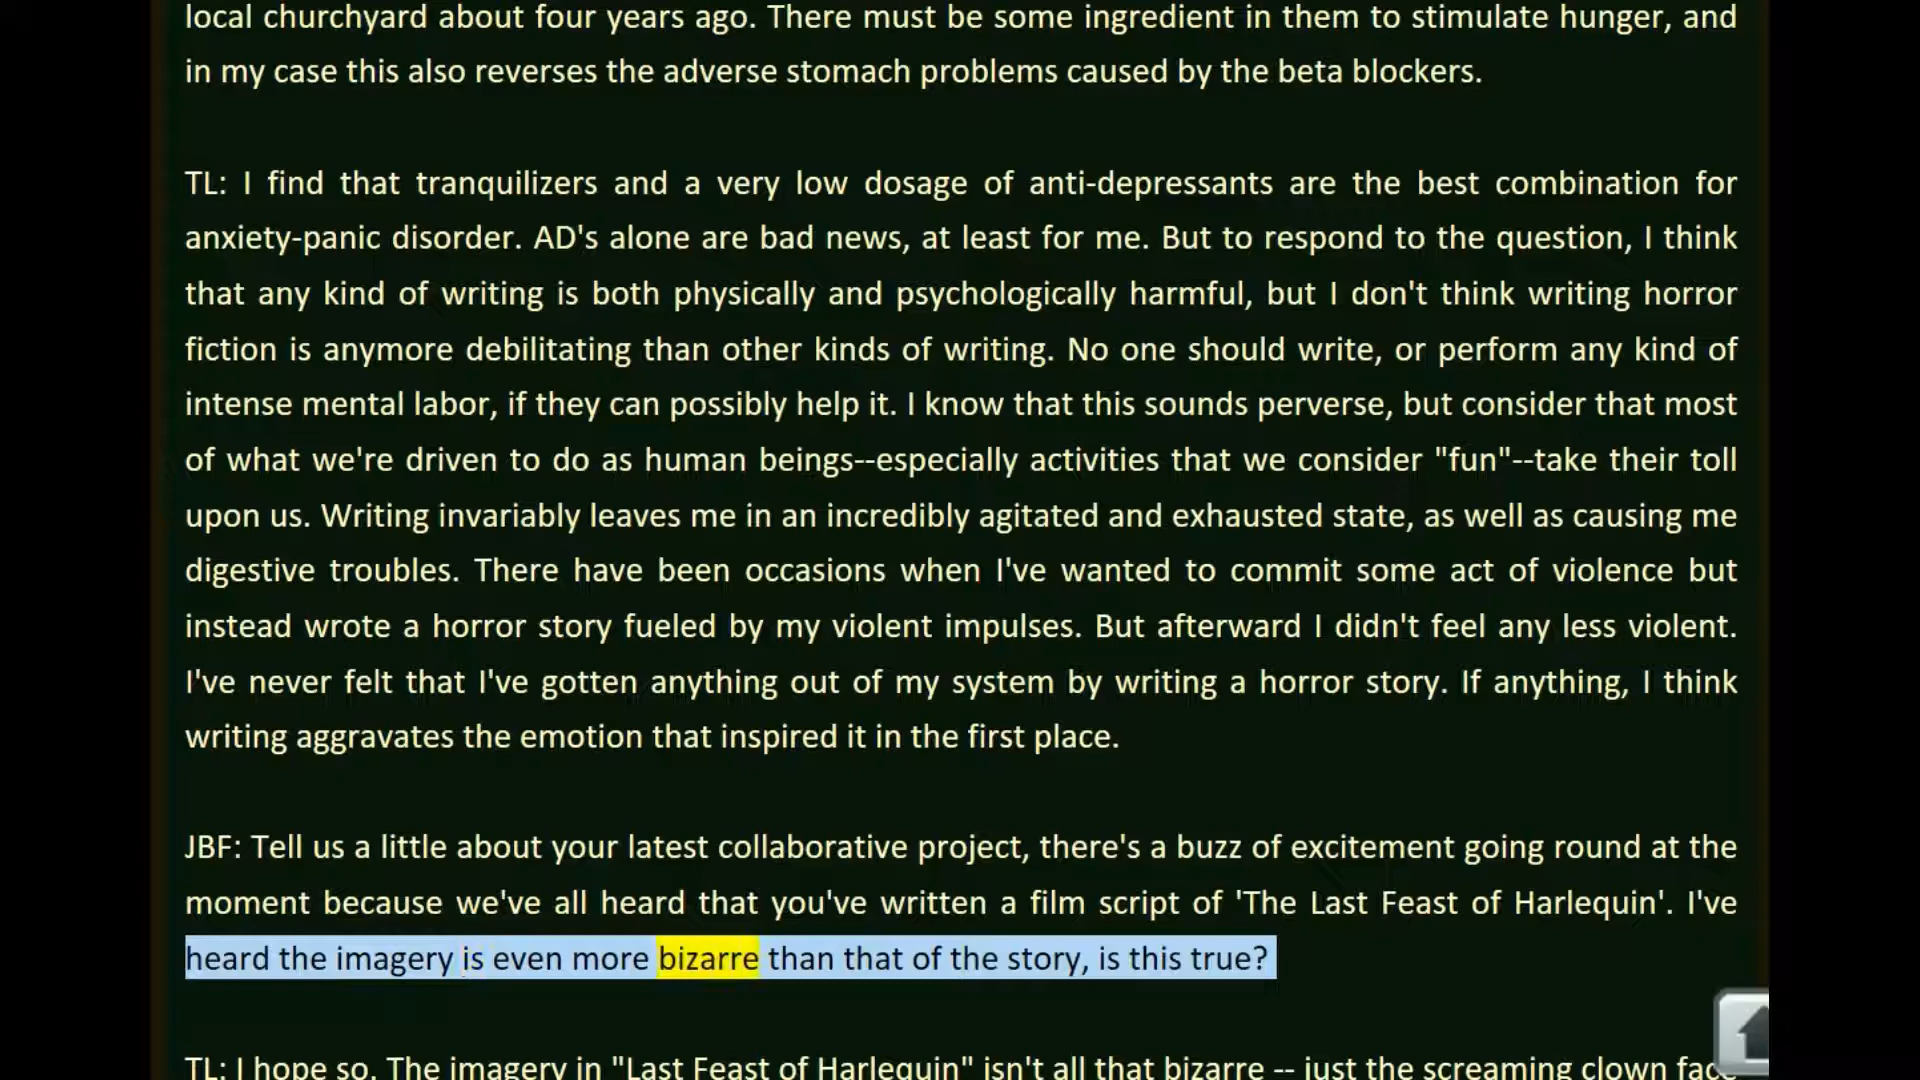 local churchyard about four years ago. There must be some ingredient in them to stimulate hunger, and
in my case this also reverses the adverse stomach problems caused by the beta blockers.
TL: I find that tranquilizers and a very low dosage of anti-depressants are the best combination for
anxiety-panic disorder. AD's alone are bad news, at least for me. But to respond to the question, I think
that any kind of writing is both physically and psychologically harmful, but I don't think writing horror
fiction is anymore debilitating than other kinds of writing. No one should write, or perform any kind of
intense mental labor, if they can possibly help it. I know that this sounds perverse, but consider that most
of what we're driven to do as human beings--especially activities that we consider "fun"--take their toll
upon us. Writing invariably leaves me in an incredibly agitated and exhausted state, as well as causing me
digestive troubles. There have been occasions when I've wanted to commit some act of violence but
instead wrote a horror story fueled by my violent impulses. But afterward I didn't feel any less violent.
I've never felt that I've gotten anything out of my system by writing a horror story. If anything, I think
writing aggravates the emotion that inspired it in the first place.
JBF: Tell us a little about your latest collaborative project, there's a buzz of excitement going round at the
moment because we've all heard that you've written a film script of 'The Last Feast of Harlequin'. I've
heard the imagery is even more bizarre than that of the story, is this true?
TL: I hope so. The imagery in "Last Feast of Harlequin" isn't all that bizarre -- just the screaming clown face